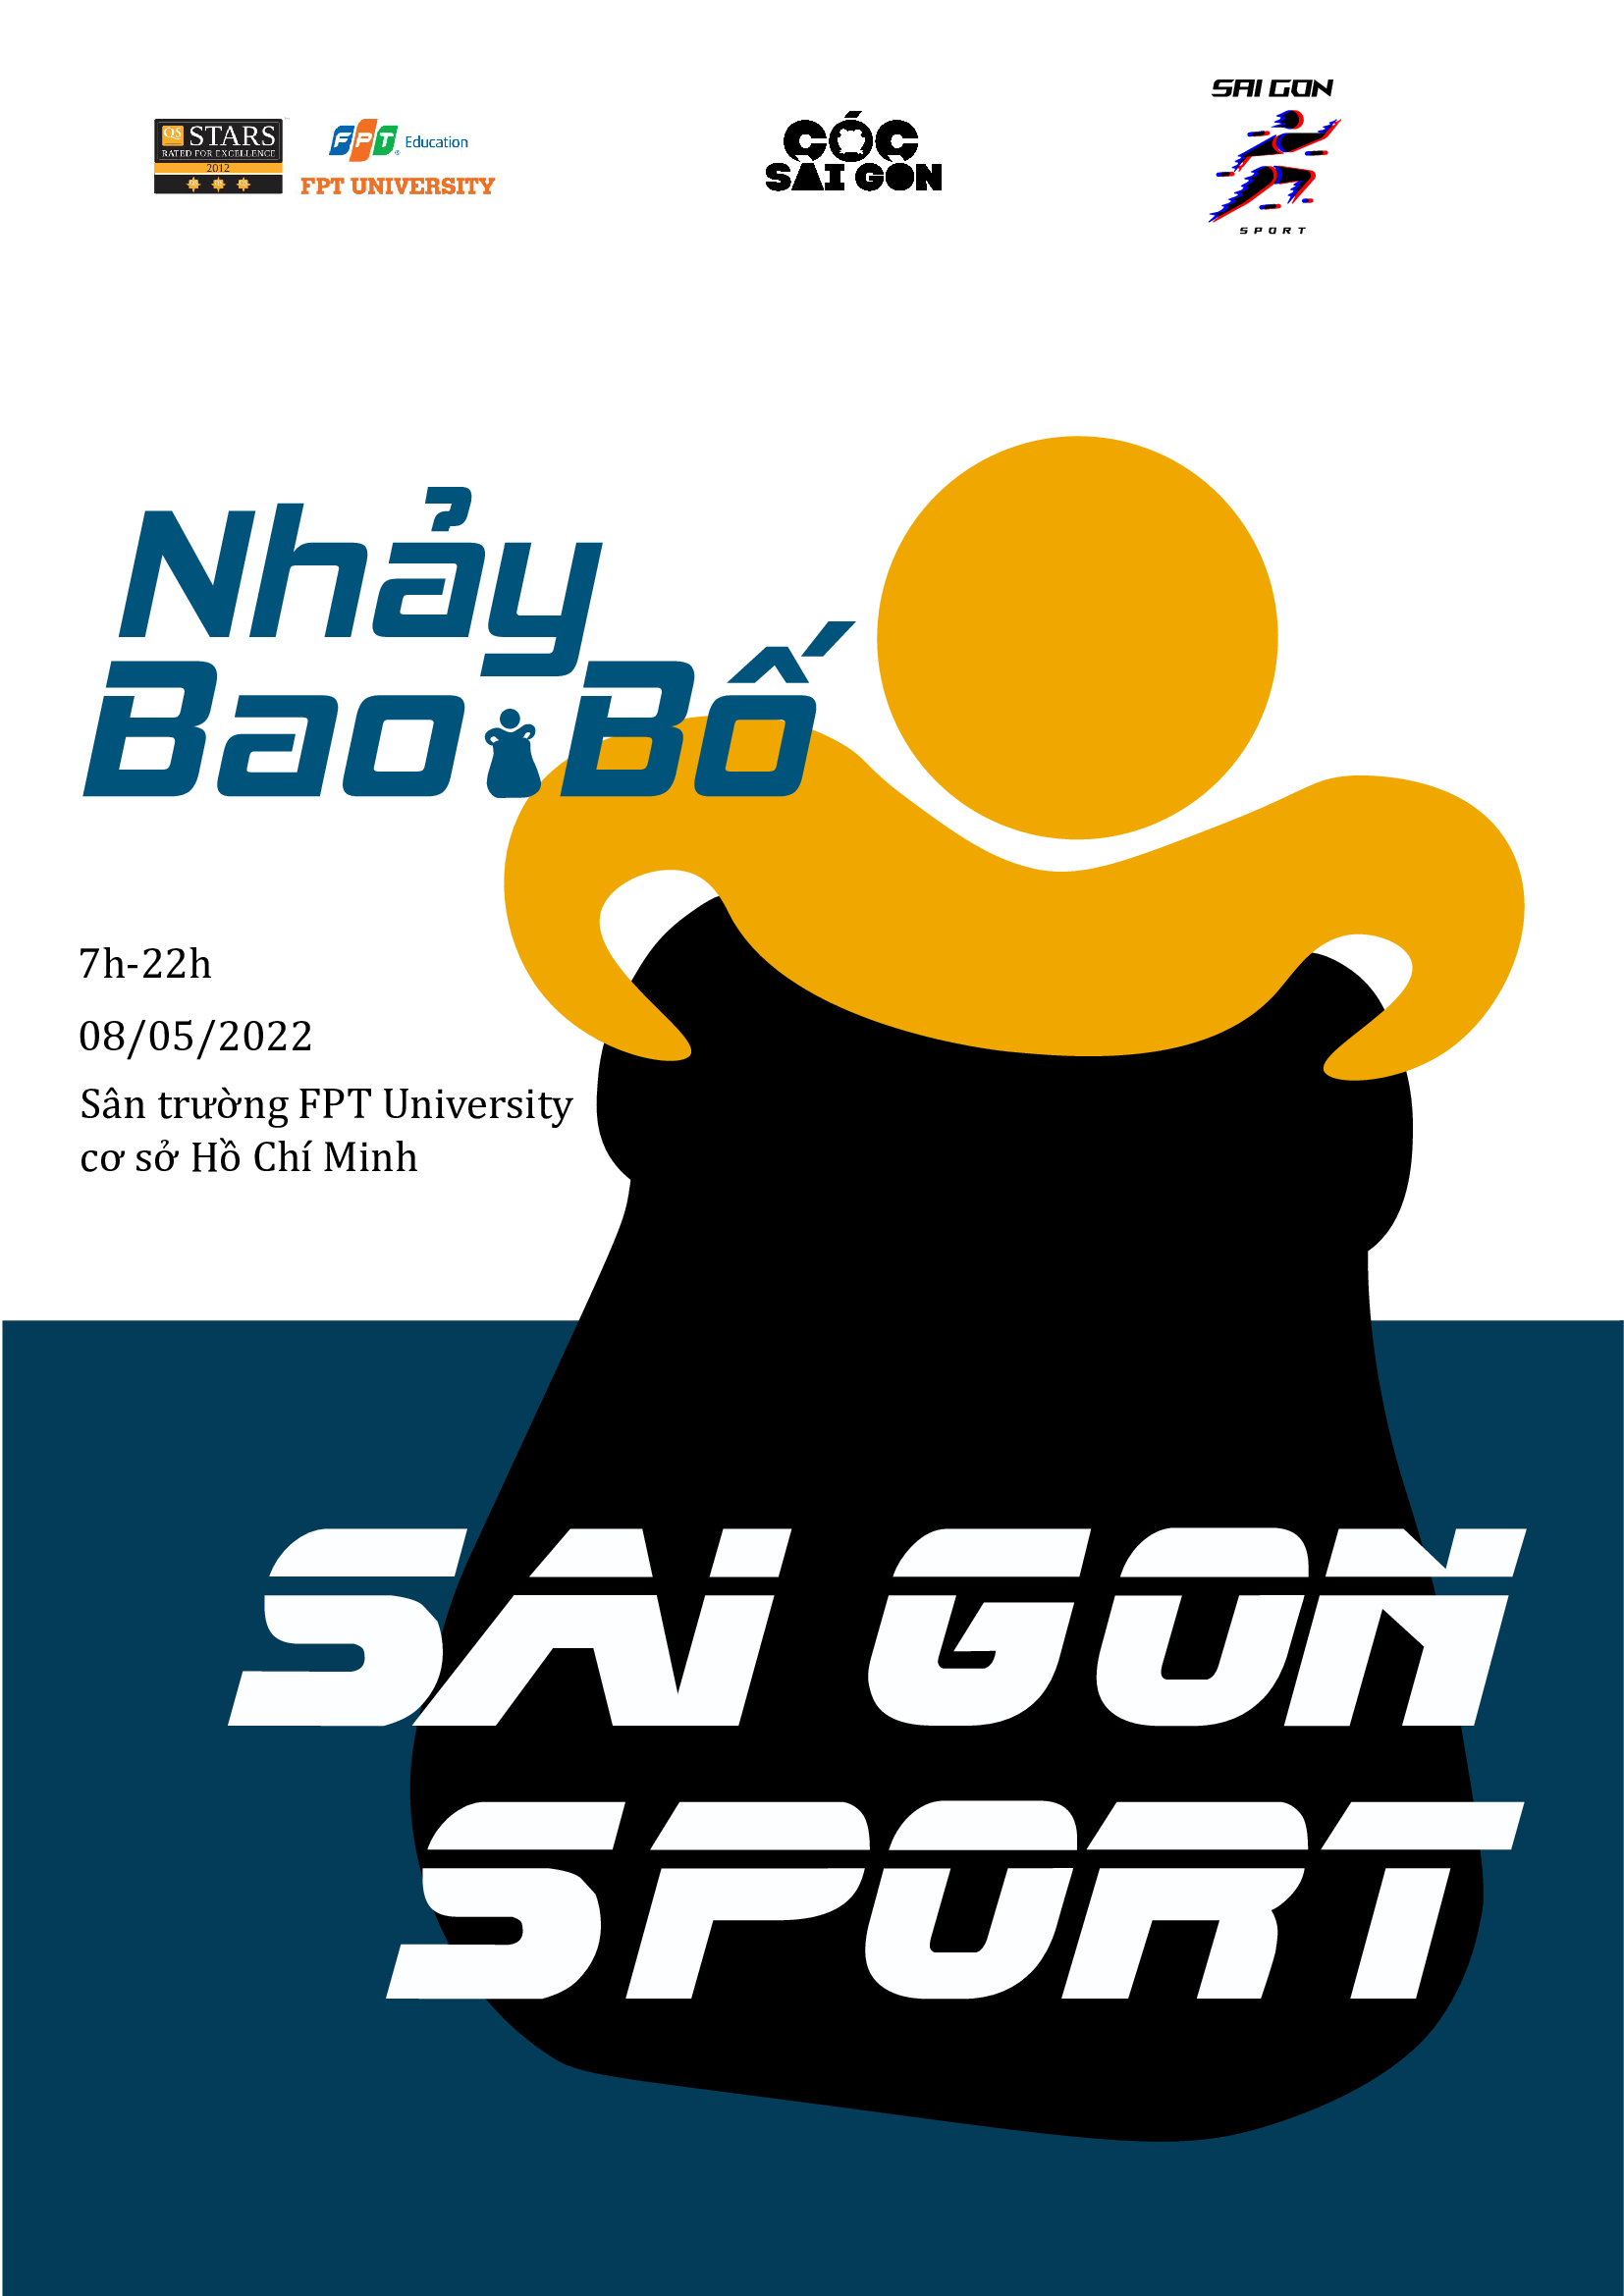 QS STARS
RATED FOR EXCELLENCE
2012
FPT Education
FPT UNIVERSITY
CÓC
SÀI GÒN
SAI GON
SPORT
Nhảy
Bao Bố
7h-22h
08/05/2022
Sân trường FPT University
cơ sở Hồ Chí Minh
SAI GON
SPORT